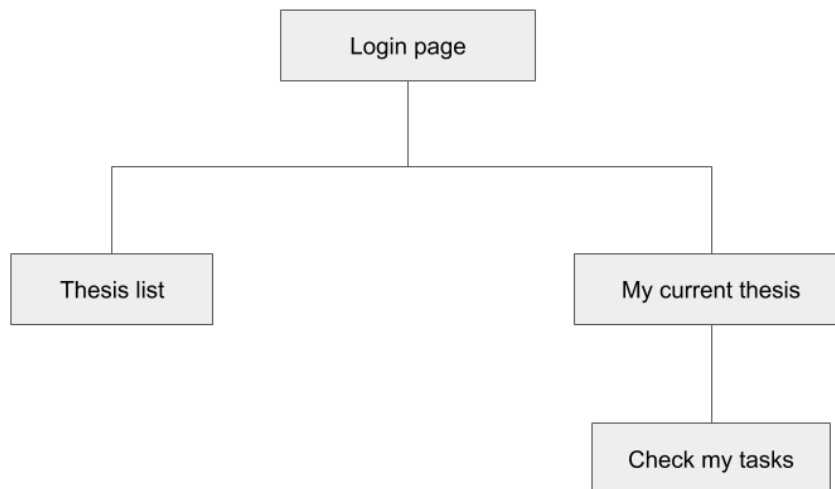 Login page
Thesis list
My current thesis
Check my tasks